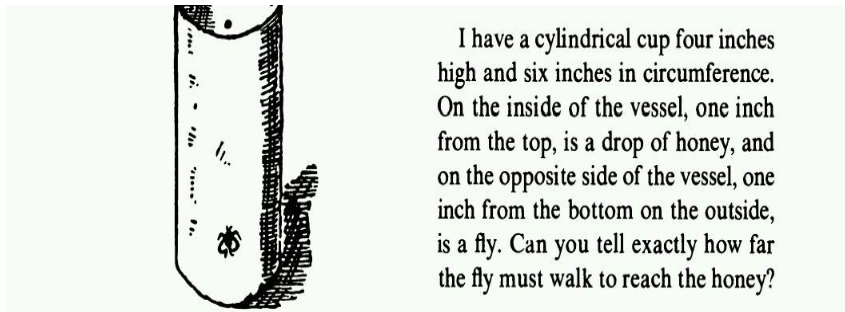 I have a cylindrical cup four inches
high and six inches in circumference.
On the inside of the vessel, one inch
from the top, is a drop of honey, and
on the opposite side of the vessel, one
inch from the bottom on the outside,
is a fly. Can you tell exactly how far
the fly must walk to reach the honey?